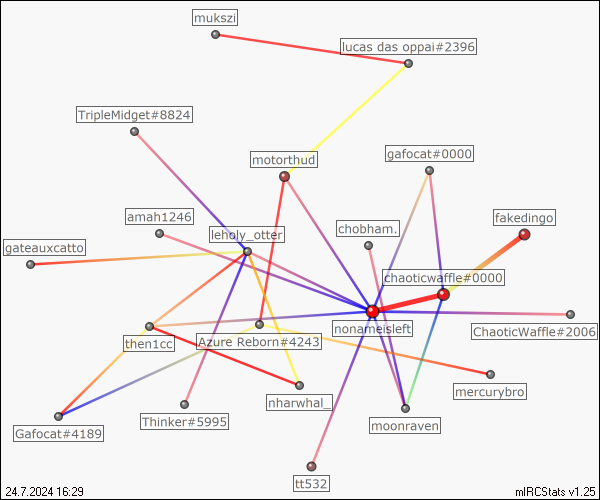 mukszi
lucas das oppai#2396
TripleMidget#8824
motorthud
gafocat#0000
amah1246
fakedingo
chobham.
leholy_otter
gateauxcatto
chaoticwaffle#0000
nonameisleft
ChaoticWaffle#2006
then1cc
Azure Reborn#4243
mercurybro
nharwhal_
Thinker#5995
moonraven
Gafocat#4189
tt532
24.7.2024 16:29
mIRCStats v1.25